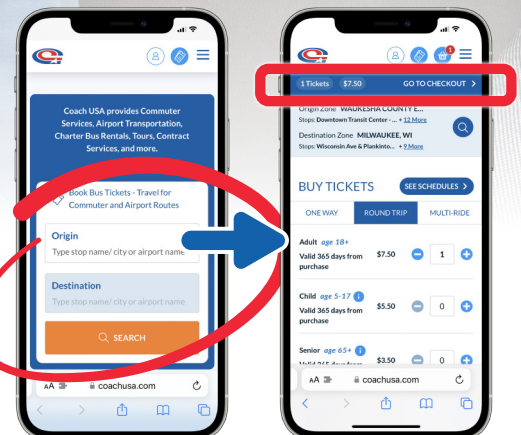 Coach USA provides Commuter
Services, Airport Transportation,
Charter Bus Rentals, Tours, Contract
Services, and more.
Book Bus Tickets - Travel for
Commuter and Airport Routes
Origin
Type stop name/ city or airport name
Destination
Type stop name/ city or airport name
SEARCH
AA
coachusa.com
1
1 Tickets $7.50 GO TO CHECKOUT >
Origin Zone WAUKESHA COUNTY E...
Stops: Downtown Transit Center - ... + 12 More
Destination Zone MILWAUKEE, WI
Stops: Wisconsin Ave & Plankinto... + 9 More
BUY TICKETS SEE SCHEDULES >
ONE WAY ROUND TRIP MULTI-RIDE
Adult age 18+
Valid 365 days from $7.50 1
purchase
Child age 5-17
Valid 365 days from $5.50 0
purchase
Senior age 65+
Valid 365 days from $3.50 0
AA
coachusa.com